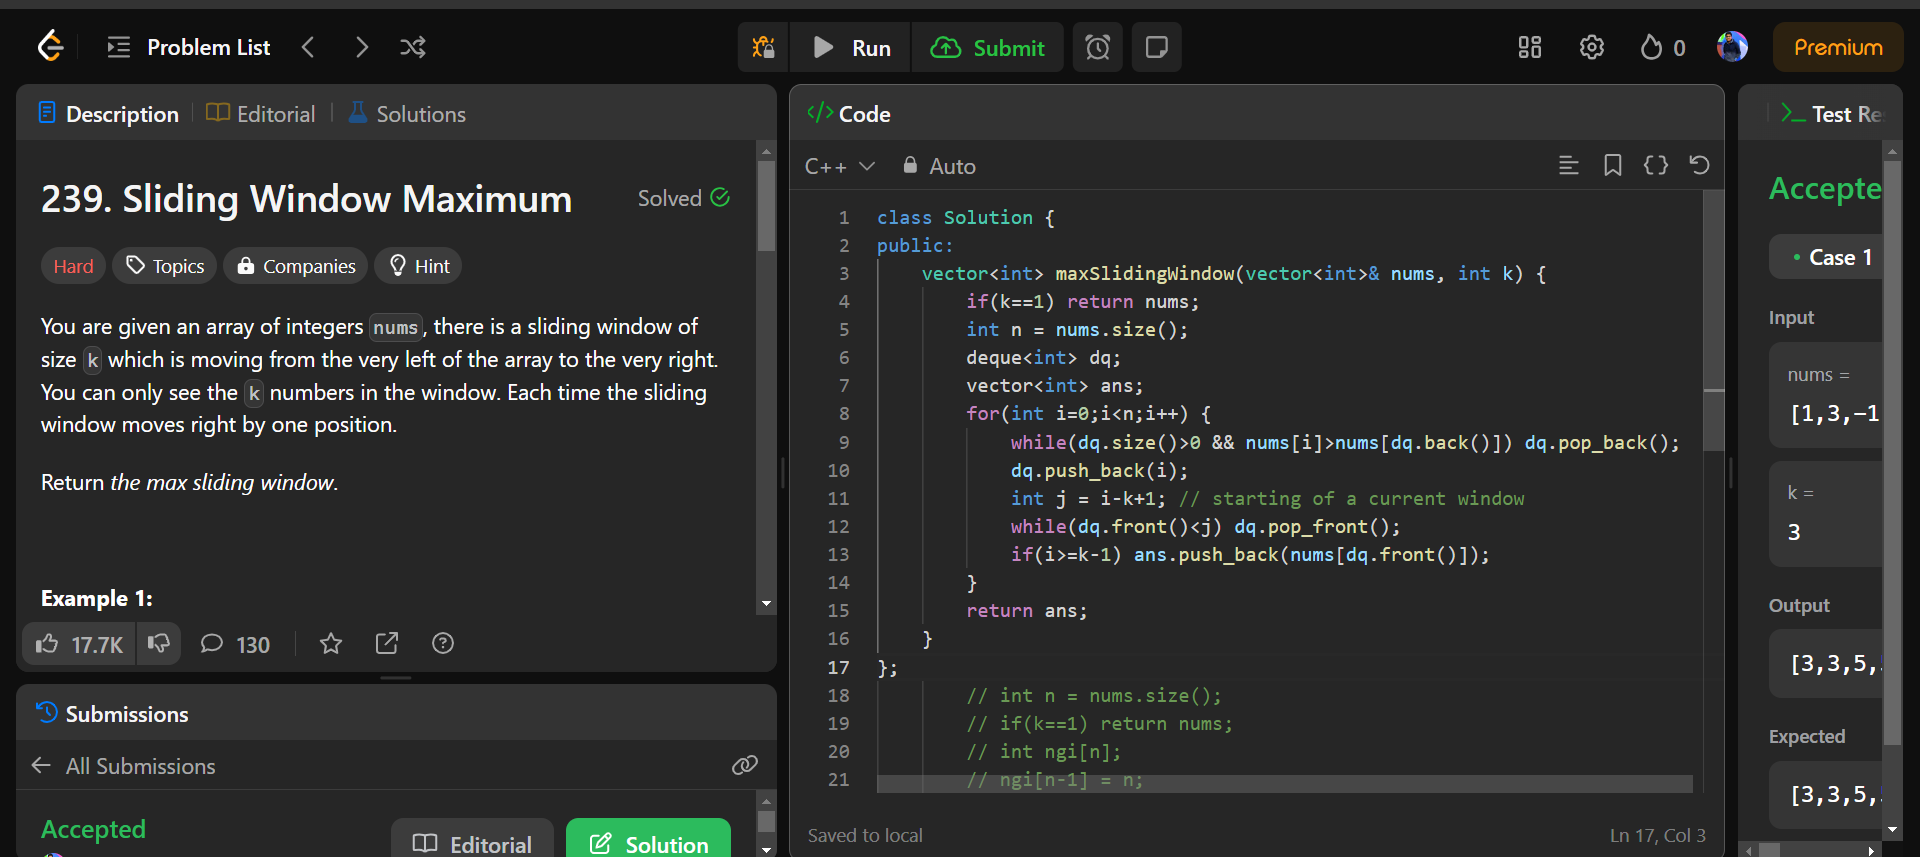 Problem List
Run
Submit
0
Premium
Description
Editorial
Solutions
239. Sliding Window Maximum
Solved
Hard
Topics
Companies
Hint
You are given an array of integers nums, there is a sliding window of
size k which is moving from the very left of the array to the very right.
You can only see the k numbers in the window. Each time the sliding
window moves right by one position.
Return the max sliding window.
Example 1:
17.7K
130
Submissions
All Submissions
Accepted
Editorial
Solution
</> Code
C++
Auto
1 class Solution {
2 public:
3 vector<int> maxSlidingWindow(vector<int>& nums, int k) {
4 if(k==1) return nums;
5 int n = nums.size();
6 deque<int> dq;
7 vector<int> ans;
8 for(int i=0;i<n;i++) {
9 while(dq.size()>0 && nums[i]>nums[dq.back()]) dq.pop_back();
10 dq.push_back(i);
11 int j = i-k+1; // starting of a current window
12 while(dq.front()<j) dq.pop_front();
13 if(i>=k-1) ans.push_back(nums[dq.front()]);
14 }
15 return ans;
16 }
17 };
18 // int n = nums.size();
19 // if(k==1) return nums;
20 // int ngi[n];
21 // ngi[n-1] = n;
Saved to local
Ln 17, Col 3
Test Re
Accepte
Case 1
Input
nums =
[1,3,-1
k =
3
Output
[3,3,5,
Expected
[3,3,5,